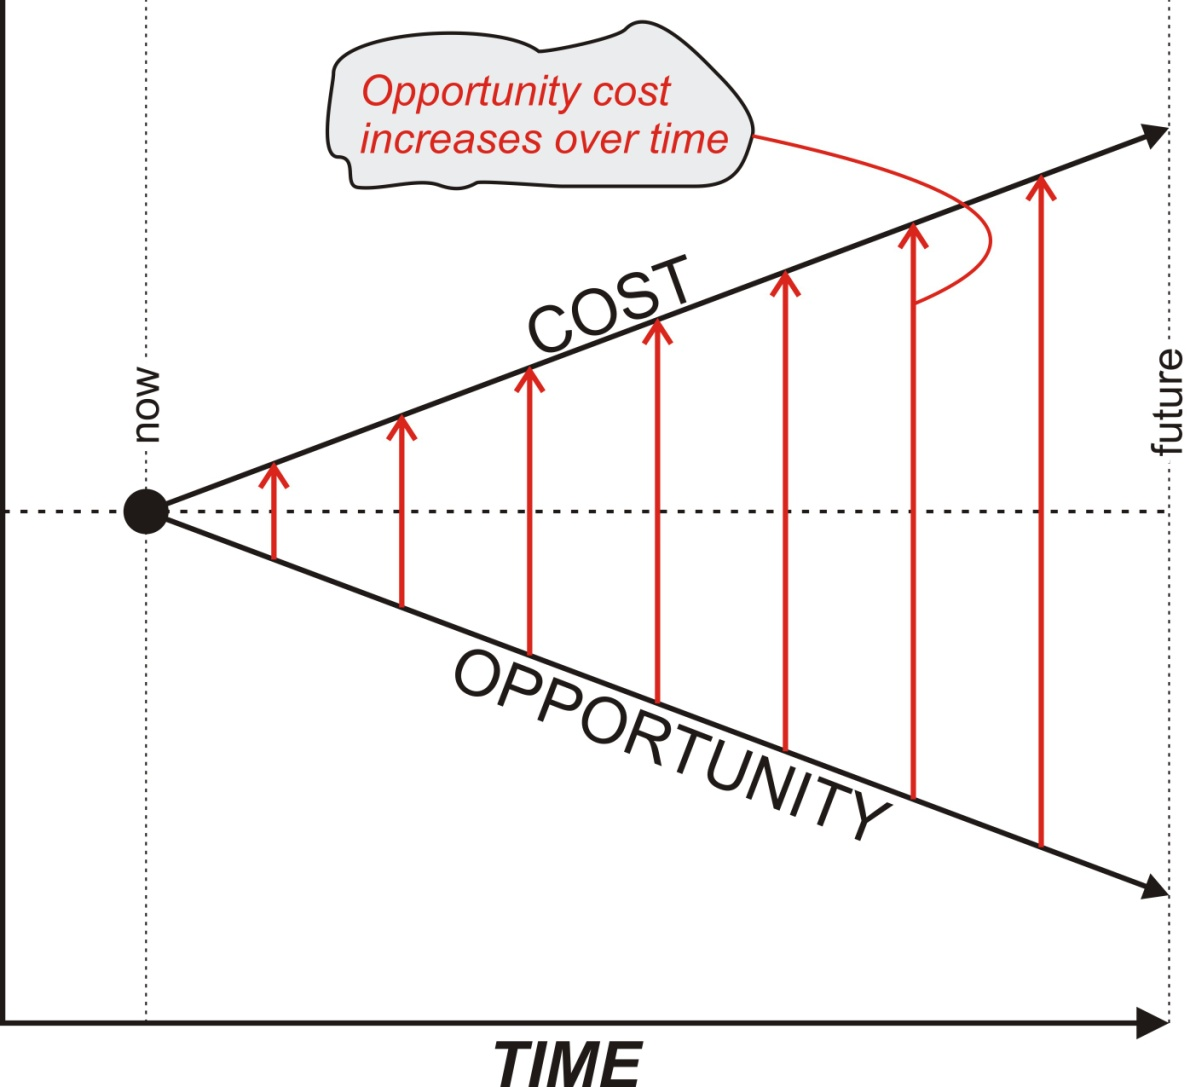 Opportunity cost
increases over time
COST
now
future
OPPORTUNITY
TIME